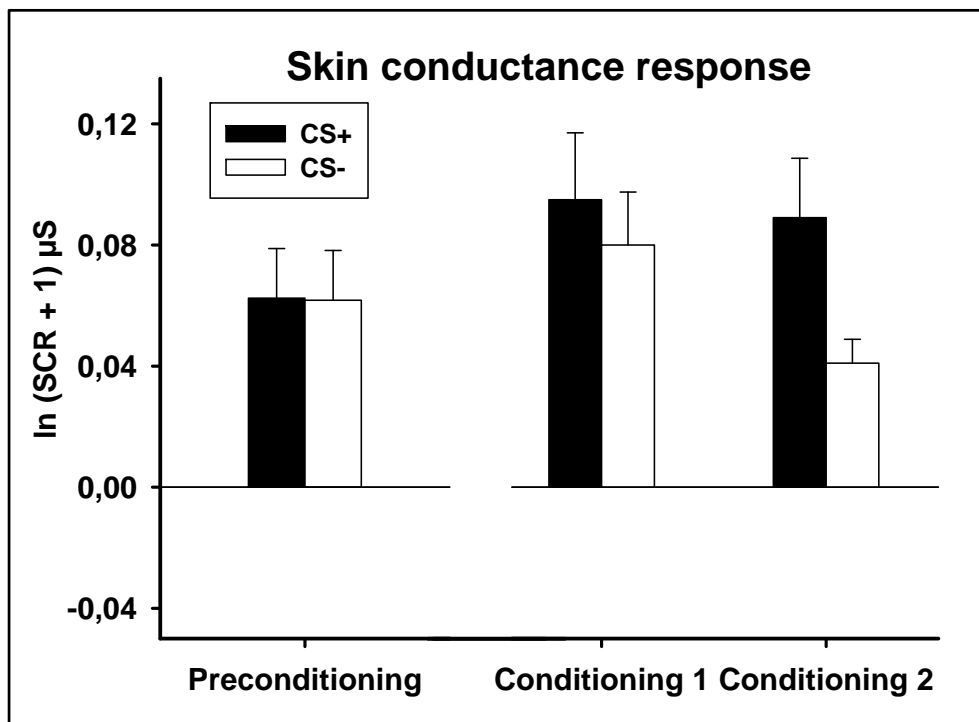 Skin conductance response
CS+
CS-
ln (SCR + 1) µS
0,12
0,08
0,04
0,00
-0,04
Preconditioning Conditioning 1 Conditioning 2